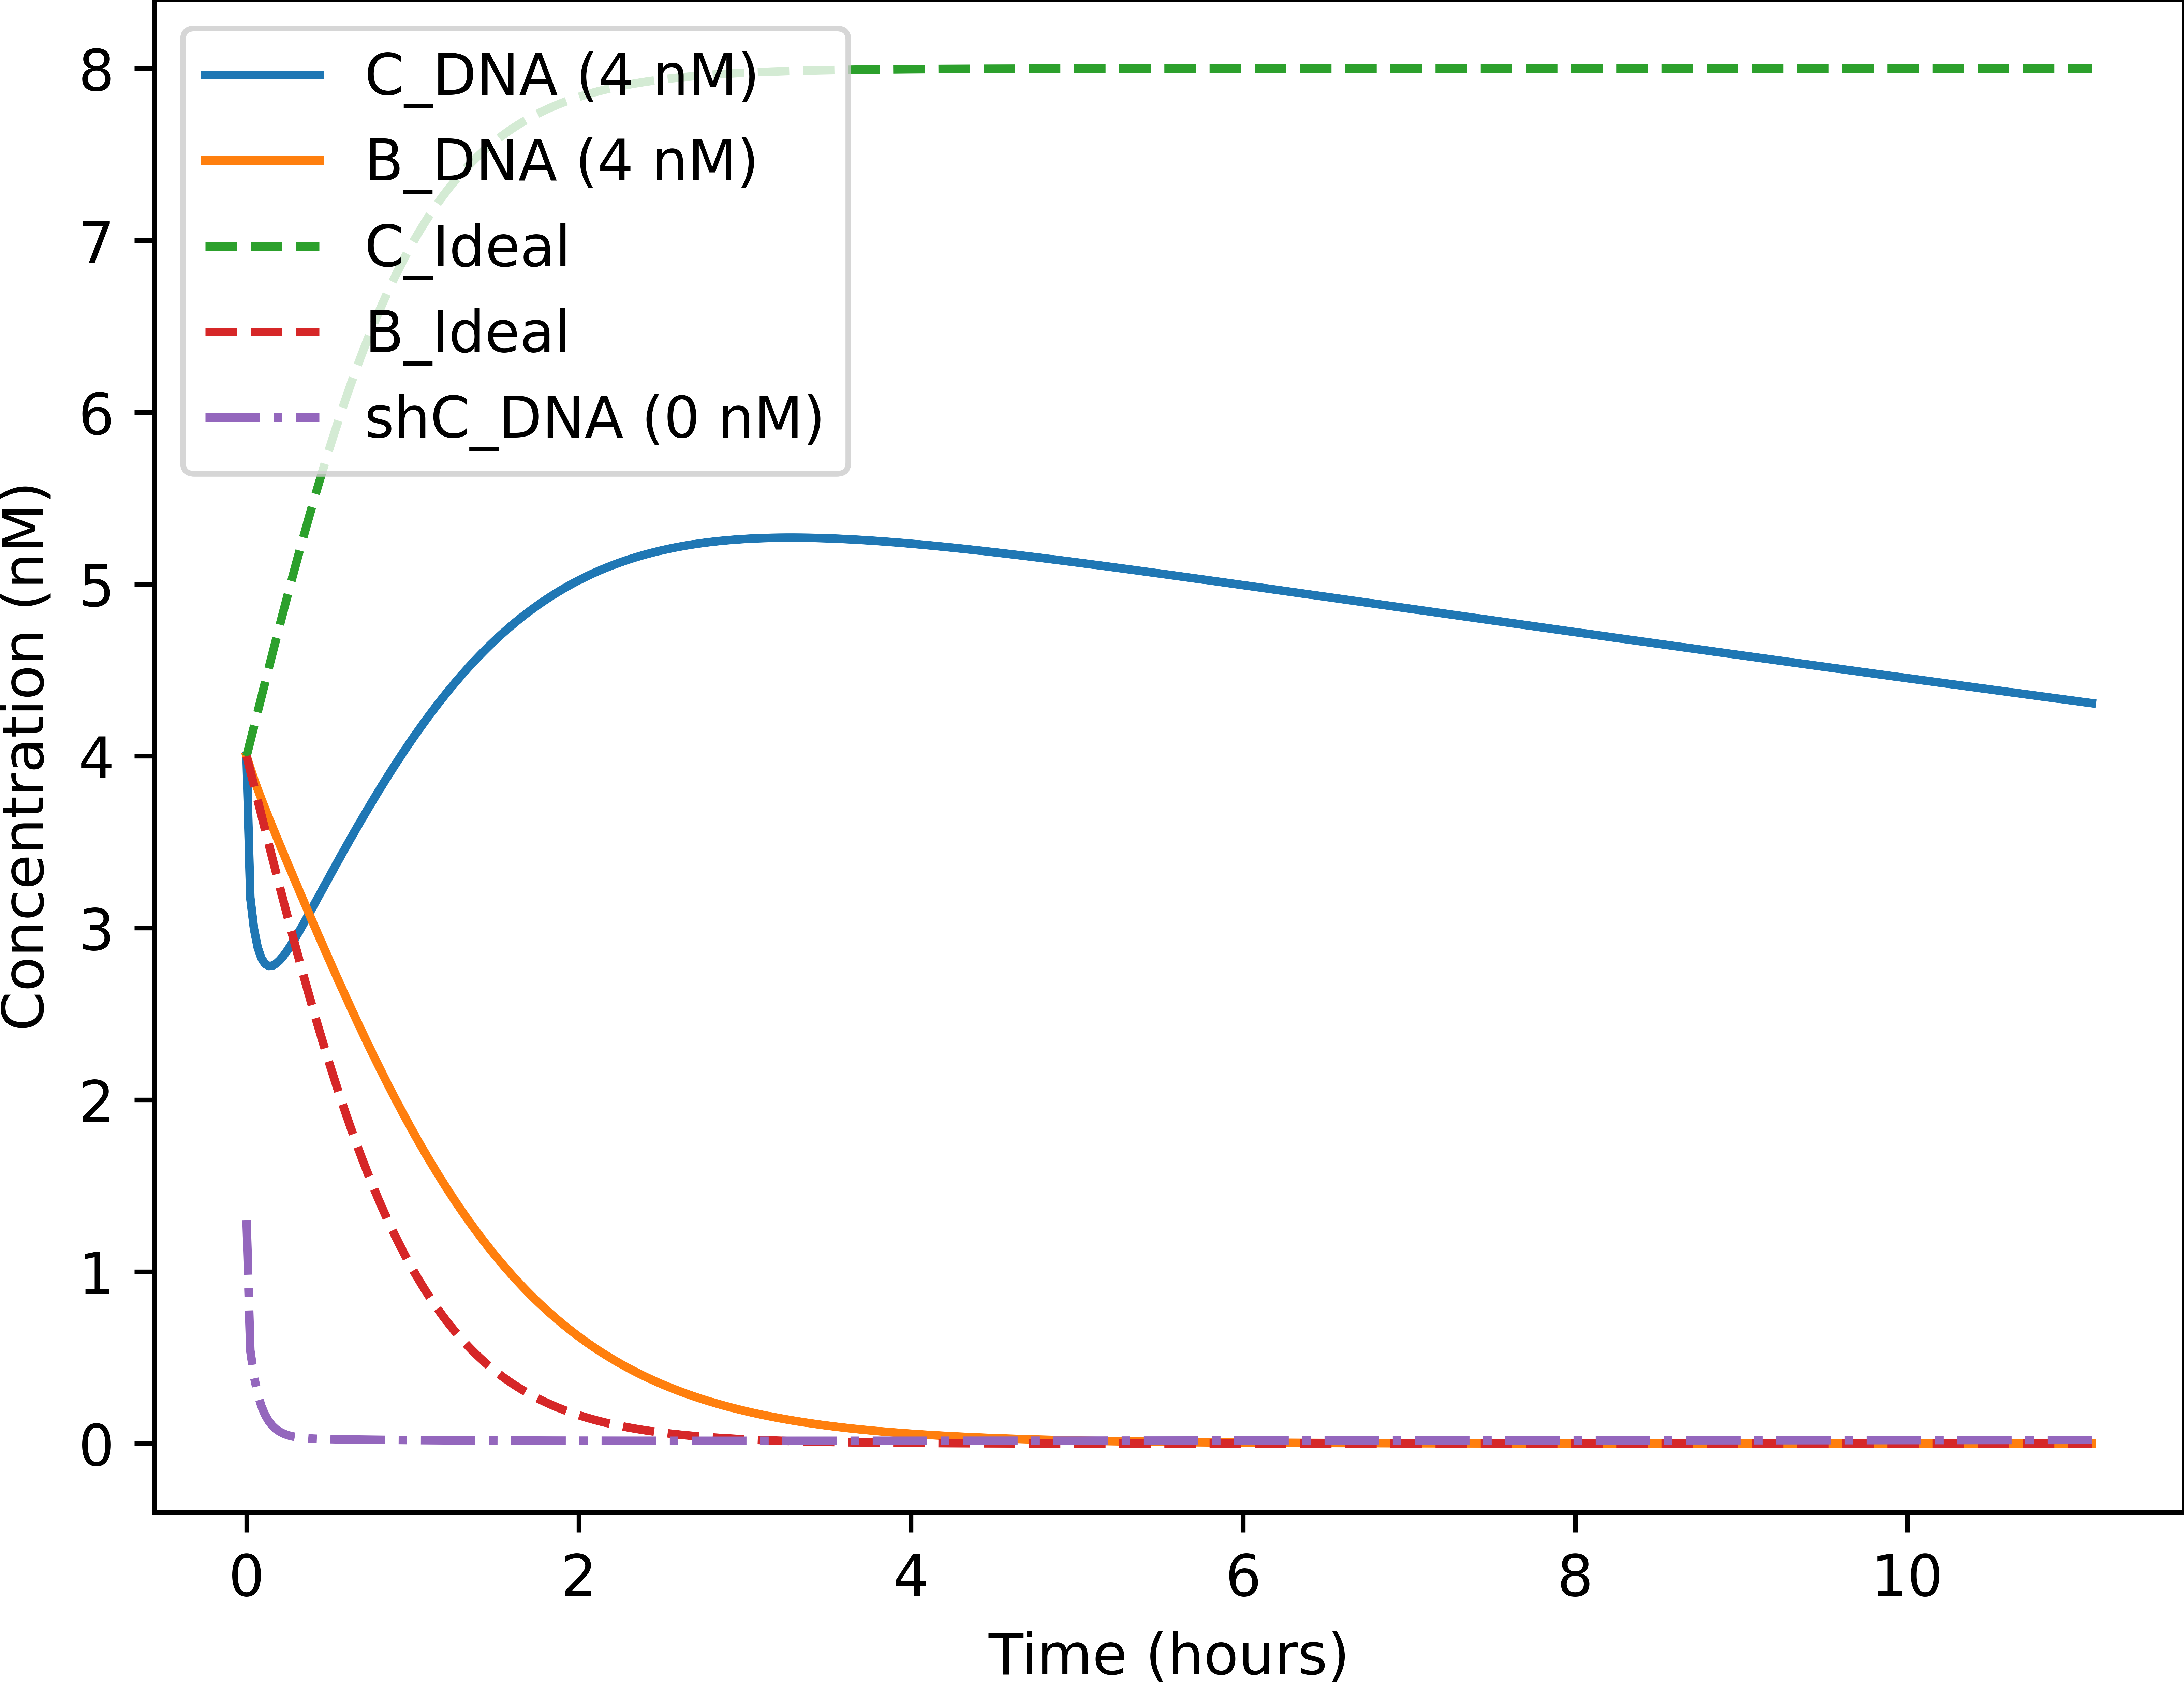 C_DNA (4 nM)
B_DNA (4 nM)
C_Ideal
B_Ideal
shC_DNA (0 nM)
Concentration (nM)
8
7
6
5
4
3
2
1
0
0 2 4 6 8 10
Time (hours)